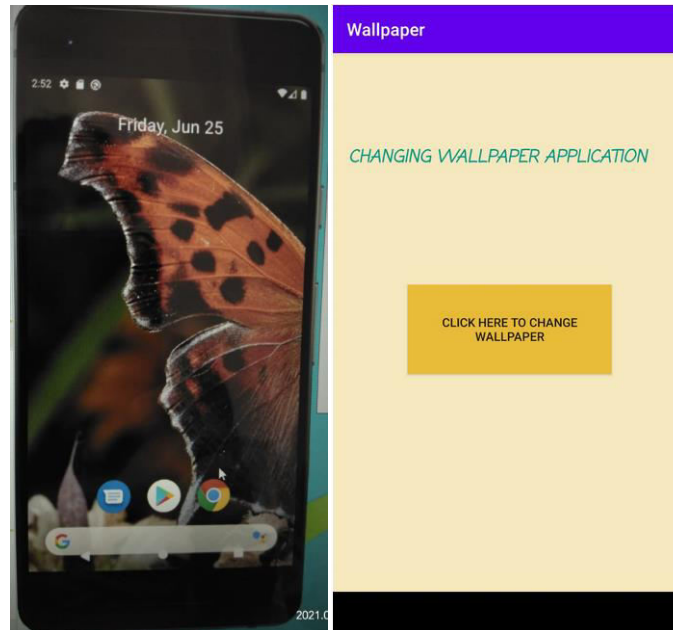 2:52
Friday, Jun 25
G
2021.0
Wallpaper
CHANGING WALLPAPER APPLICATION
CLICK HERE TO CHANGE
WALLPAPER